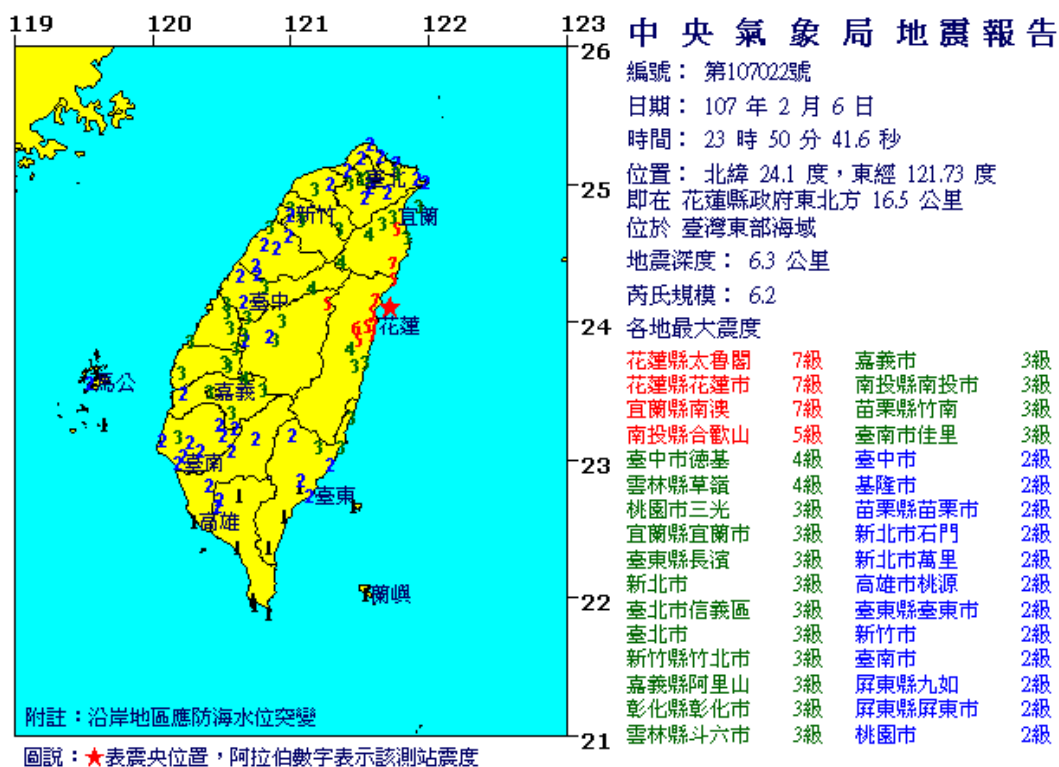 119 120 121 122 123
26
25
24
23
22
21
臺北
新竹
宜蘭
臺中
花蓮
馬公
嘉義
臺南
臺東
高雄
蘭嶼
附註：沿岸地區應防海水位突變
圖說：★表震央位置，阿拉伯數字表示該測站震度
中央氣象局地震報告
編號： 第107022號
日期： 107 年 2 月 6 日
時間： 23 時 50 分 41.6 秒
位置： 北緯 24.1 度，東經 121.73 度
即在 花蓮縣政府東北方 16.5 公里
位於 臺灣東部海域
地震深度： 6.3 公里
芮氏規模： 6.2
各地最大震度
花蓮縣太魯閣 7級 嘉義市 3級
花蓮縣花蓮市 7級 南投縣南投市 3級
宜蘭縣南澳 7級 苗栗縣竹南 3級
南投縣合歡山 5級 臺南市佳里 3級
臺中市德基 4級 臺中市 2級
雲林縣草嶺 4級 基隆市 2級
桃園市三光 3級 苗栗縣苗栗市 2級
宜蘭縣宜蘭市 3級 新北市石門 2級
臺東縣長濱 3級 新北市萬里 2級
新北市 3級 高雄市桃源 2級
臺北市信義區 3級 臺東縣臺東市 2級
臺北市 3級 新竹市 2級
新竹縣竹北市 3級 臺南市 2級
嘉義縣阿里山 3級 屏東縣九如 2級
彰化縣彰化市 3級 屏東縣屏東市 2級
雲林縣斗六市 3級 桃園市 2級